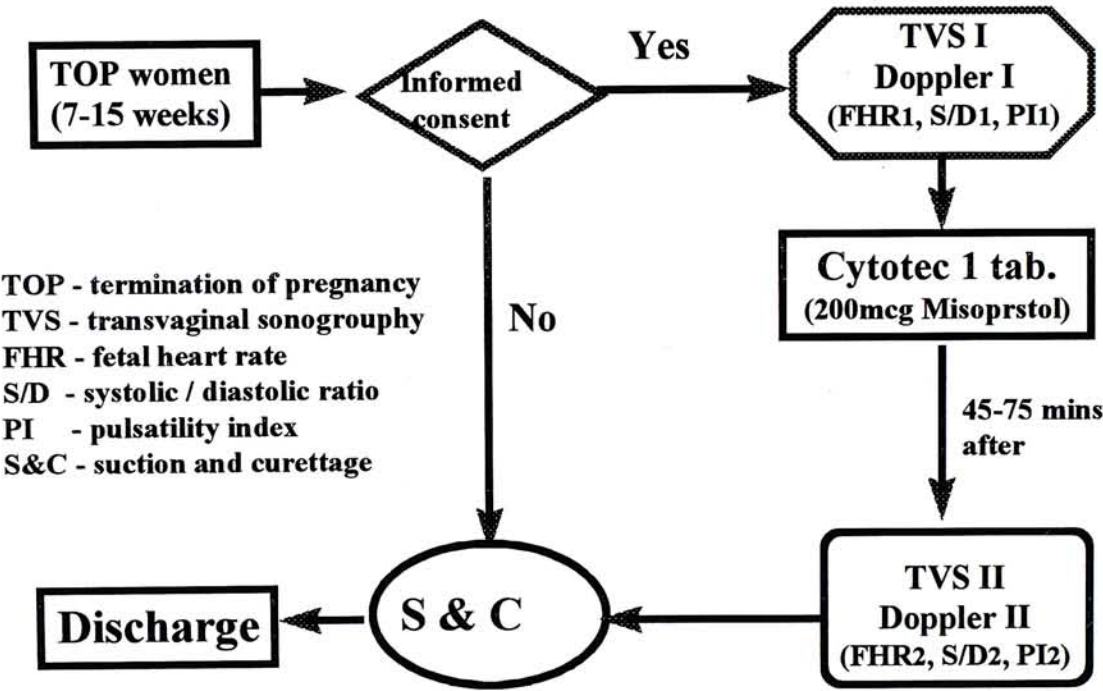 TOP women
(7-15 weeks)
Informed
consent
Yes
TVS I
Doppler I
(FHR1, S/D1, PI1)
Cytotec 1 tab.
(200mcg Misoprstol)
45-75 mins
after
TVS II
Doppler II
(FHR2, S/D2, PI2)
No
TOP - termination of pregnancy
TVS - transvaginal sonogrouphy
FHR - fetal heart rate
S/D - systolic / diastolic ratio
PI - pulsatility index
S&C - suction and curettage
S & C
Discharge